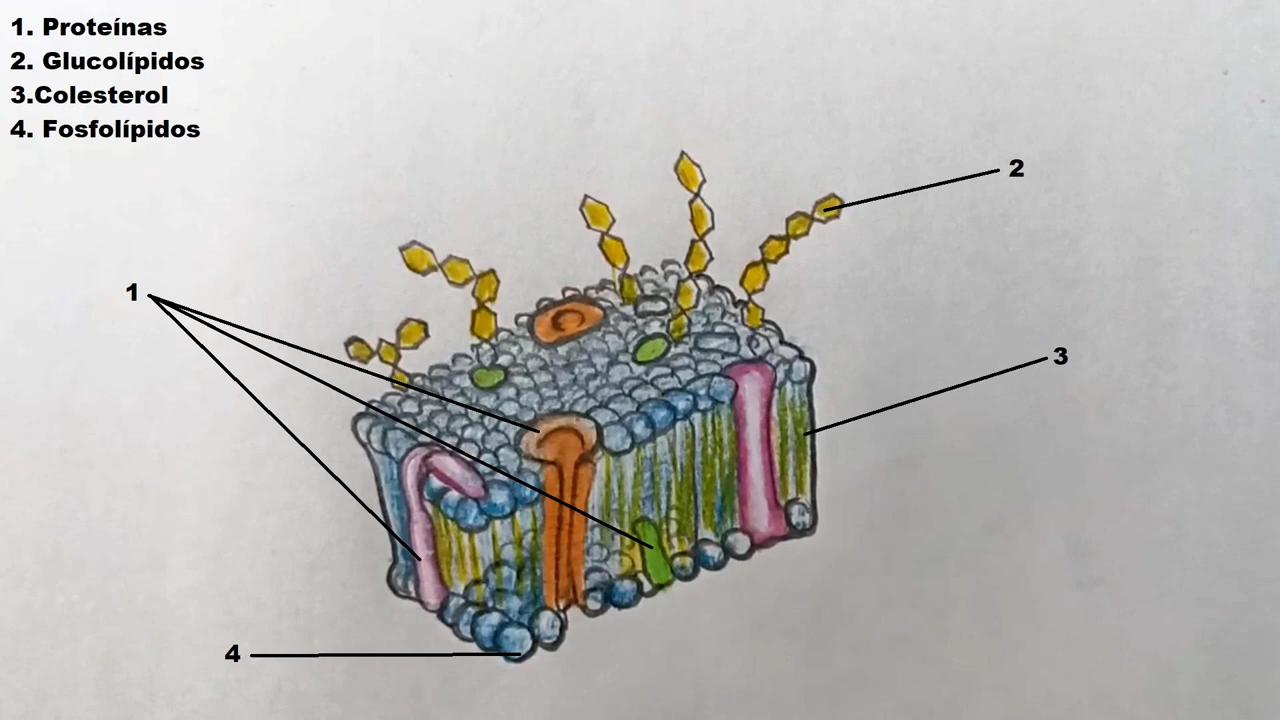 1. Proteínas
2. Glucolípidos
3.Colesterol
4. Fosfolípidos
2
1
3
4